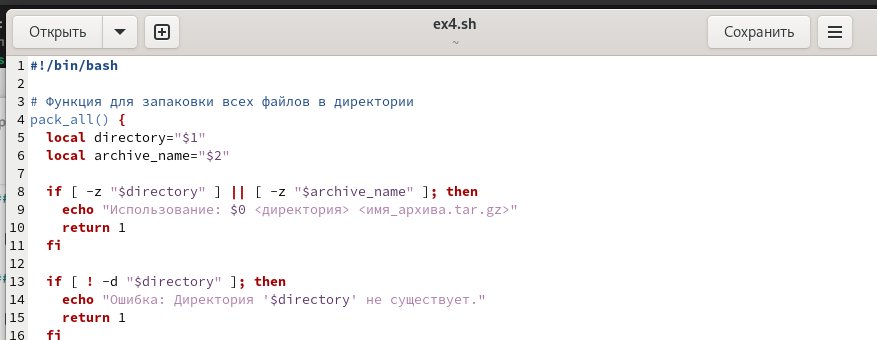 Открыть
ex4.sh
~
Сохранить
1 #!/bin/bash
2
3 # Функция для запаковки всех файлов в директории
4 pack_all() {
5   local directory="$1"
6   local archive_name="$2"
7
8   if [ -z "$directory" ] || [ -z "$archive_name" ]; then
9     echo "Использование: $0 <директория> <имя_архива.tar.gz>"
10     return 1
11   fi
12
13   if [ ! -d "$directory" ]; then
14     echo "Ошибка: Директория '$directory' не существует."
15     return 1
16   fi